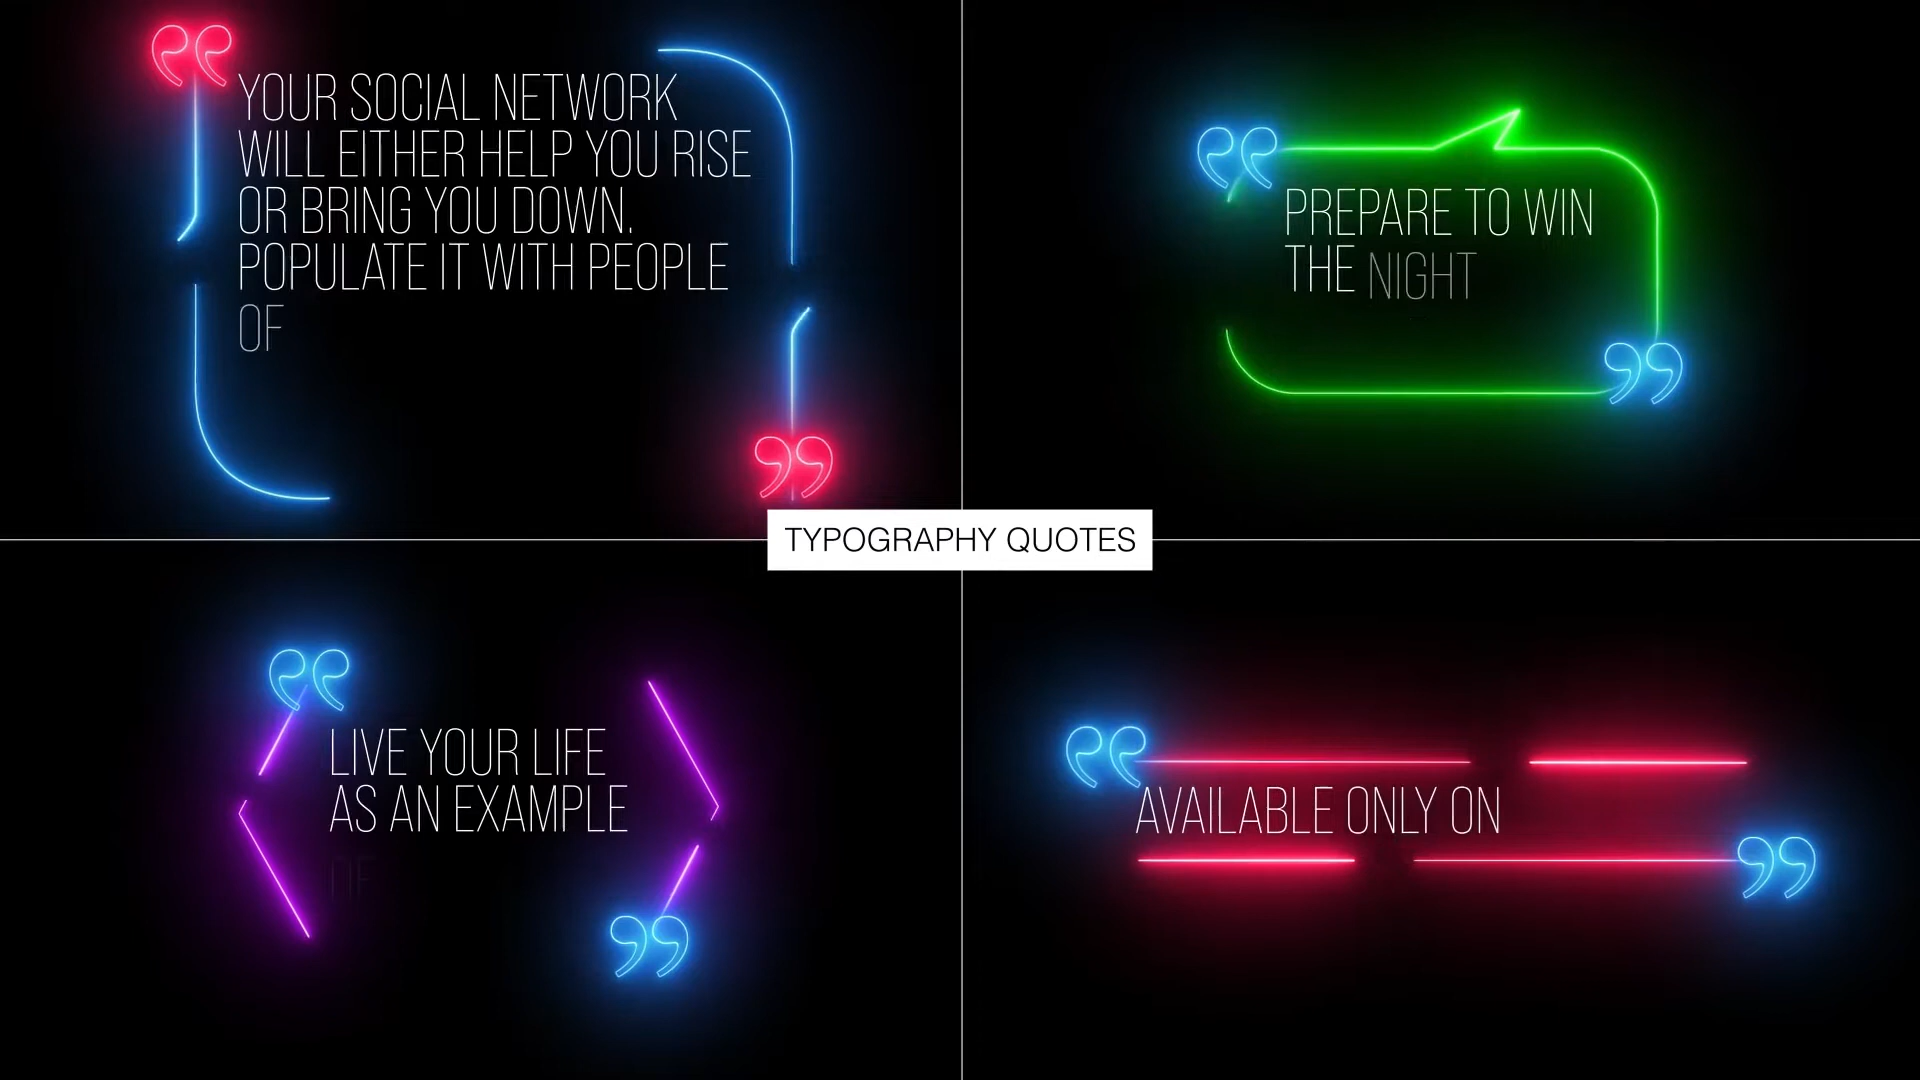 YOUR SOCIAL NETWORK
WILL EITHER HELP YOU RISE
OR BRING YOU DOWN.
POPULATE IT WITH PEOPLE
OF
PREPARE TO WIN
THE NIGHT
TYPOGRAPHY QUOTES
LIVE YOUR LIFE
AS AN EXAMPLE
OF
AVAILABLE ONLY ON